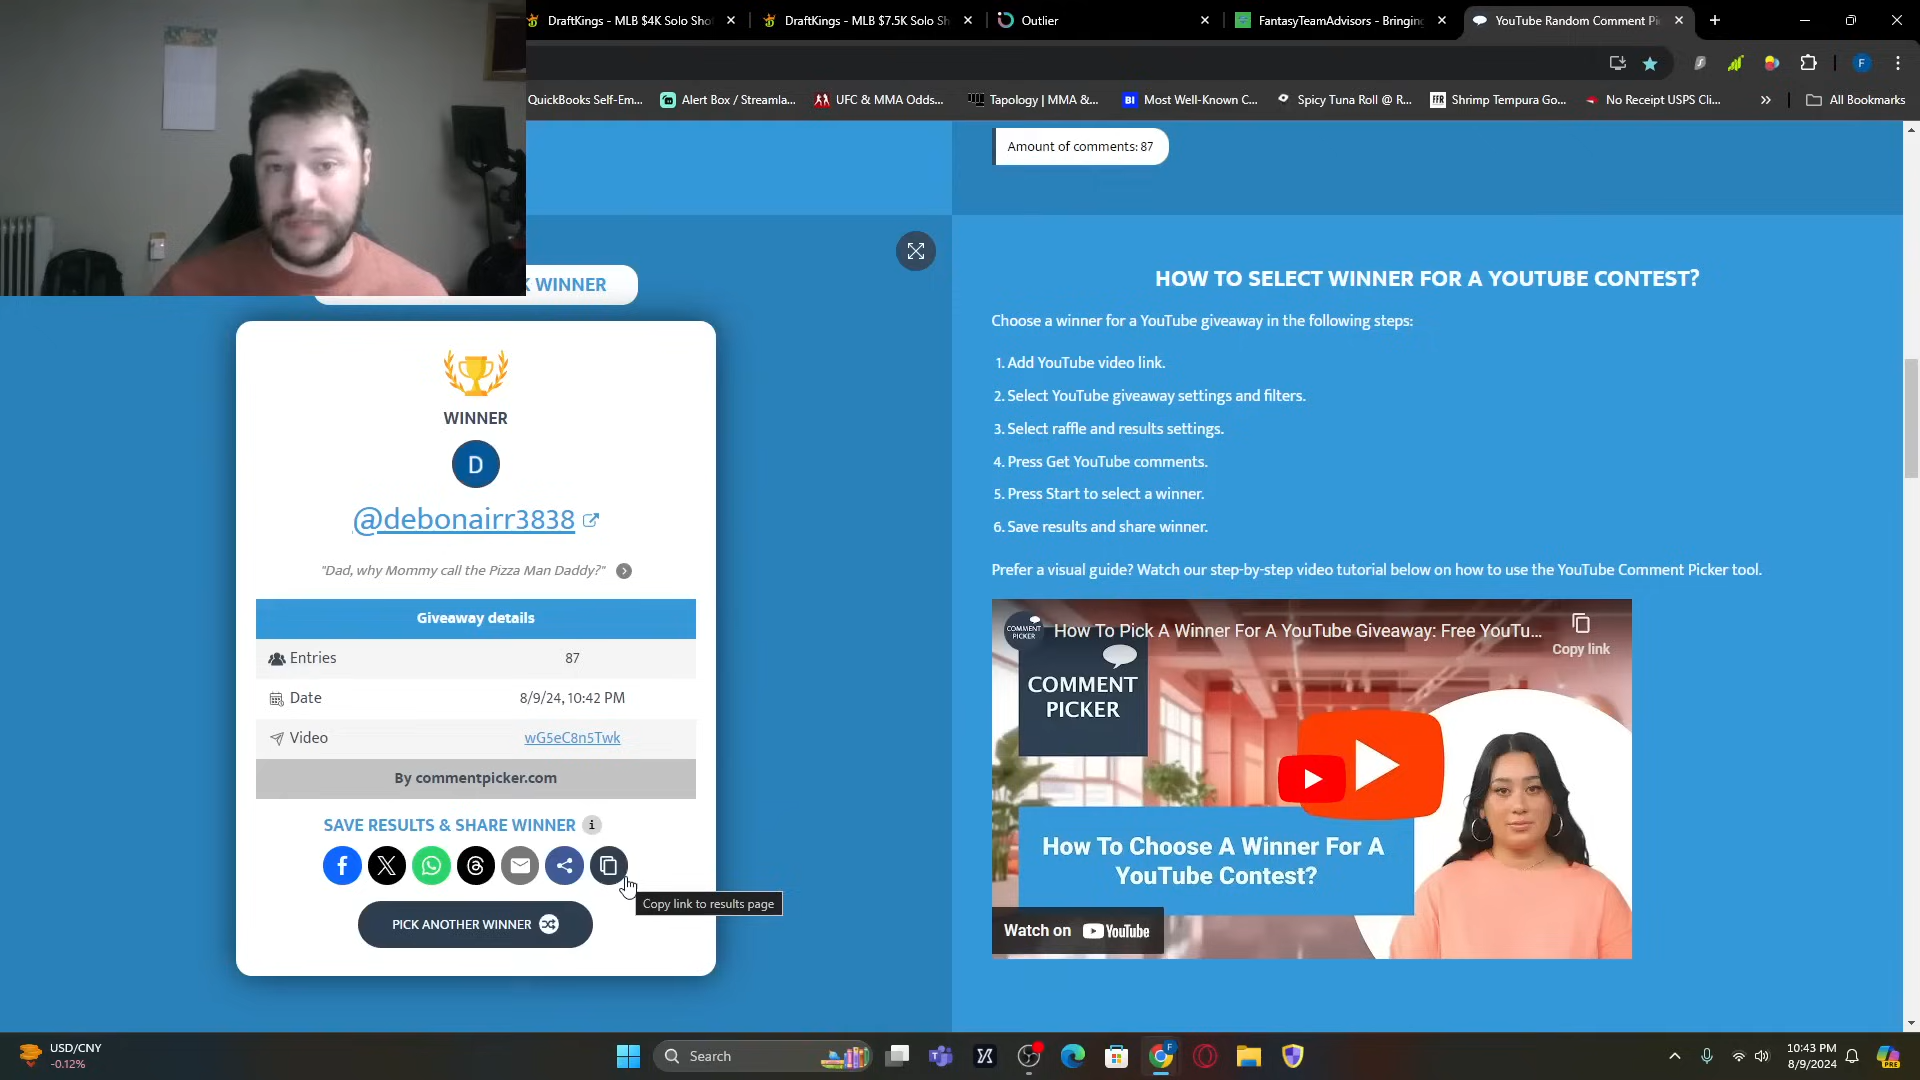 DraftKings - MLB $4K Solo Sho
DraftKings - MLB $7.5K Solo Sh
Outlier
FantasyTeamAdvisors - Bringing
YouTube Random Comment Pi
F
QuickBooks Self-Em...
Alert Box / Streamla...
UFC & MMA Odds...
Tapology | MMA &...
BI Most Well-Known C...
Spicy Tuna Roll @ R...
FFR Shrimp Tempura Go...
No Receipt USPS Cli...
All Bookmarks
Amount of comments: 87
WINNER
WINNER
D
@debonairr3838
"Dad, why Mommy call the Pizza Man Daddy?"
Giveaway details
Entries 87
Date 8/9/24, 10:42 PM
Video wG5eC8n5Twk
By commentpicker.com
SAVE RESULTS & SHARE WINNER i
Copy link to results page
PICK ANOTHER WINNER
HOW TO SELECT WINNER FOR A YOUTUBE CONTEST?
Choose a winner for a YouTube giveaway in the following steps:
1. Add YouTube video link.
2. Select YouTube giveaway settings and filters.
3. Select raffle and results settings.
4. Press Get YouTube comments.
5. Press Start to select a winner.
6. Save results and share winner.
Prefer a visual guide? Watch our step-by-step video tutorial below on how to use the YouTube Comment Picker tool.
COMMENT
PICKER
How To Pick A Winner For A YouTube Giveaway: Free YouTu...
Copy link
COMMENT
PICKER
How To Choose A Winner For A
YouTube Contest?
Watch on YouTube
USD/CNY
-0.12%
Search
F
10:43 PM
8/9/2024
PRE